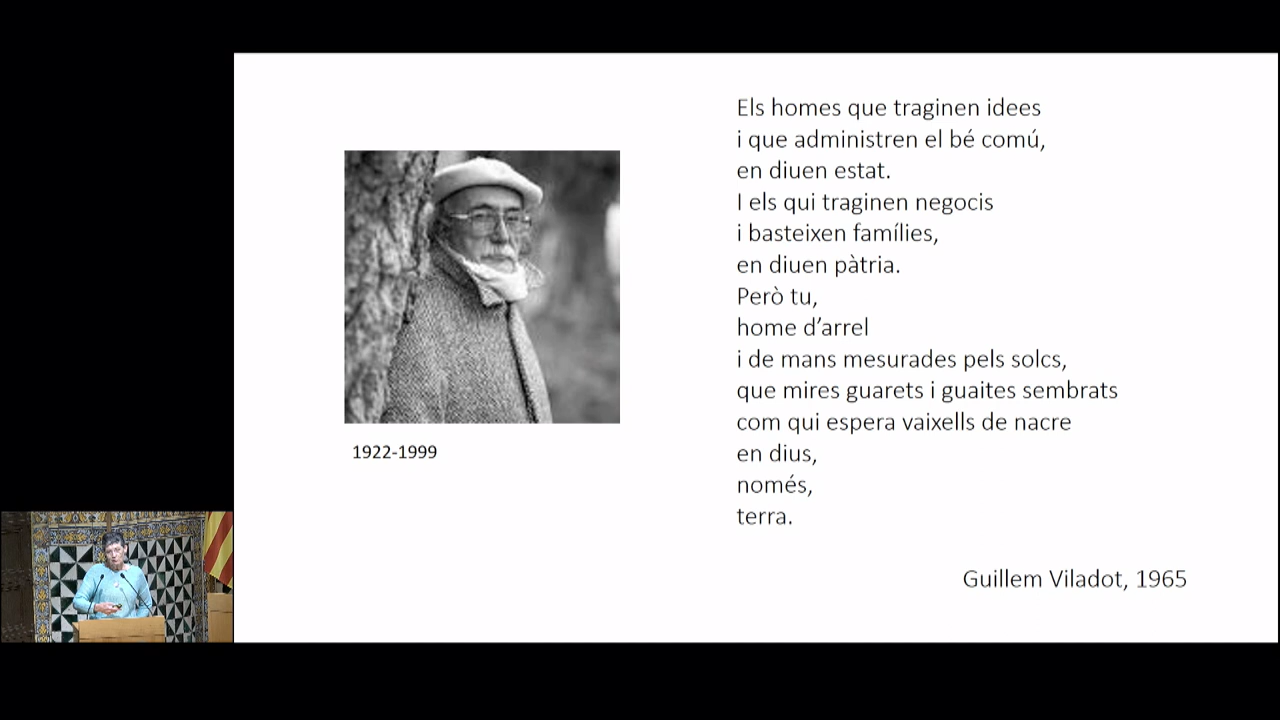 Els homes que traginen idees
i que administren el bé comú,
en diuen estat.
I els qui traginen negocis
i basteixen famílies,
en diuen pàtria.
Però tu,
home d’arrel
i de mans mesurades pels solcs,
que mires guarets i guaites sembrats
com qui espera vaixells de nacre
en dius,
només,
terra.
1922-1999
Guillem Viladot, 1965